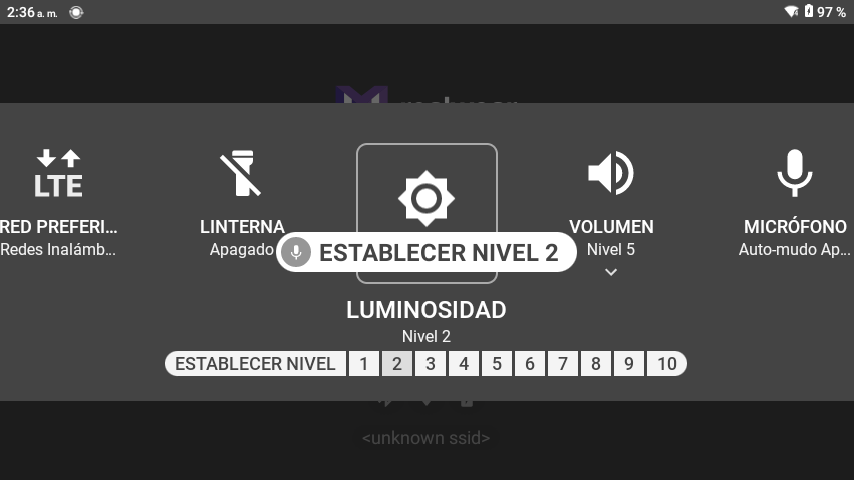 2:36 a. m.
97 %
LTE
RED PREFERI...
Redes Inalámb...
LINTERNA
Apagado
ESTABLECER NIVEL 2
VOLUMEN
Nivel 5
MICRÓFONO
Auto-mudo Ap...
LUMINOSIDAD
Nivel 2
ESTABLECER NIVEL 1 2 3 4 5 6 7 8 9 10
<unknown ssid>